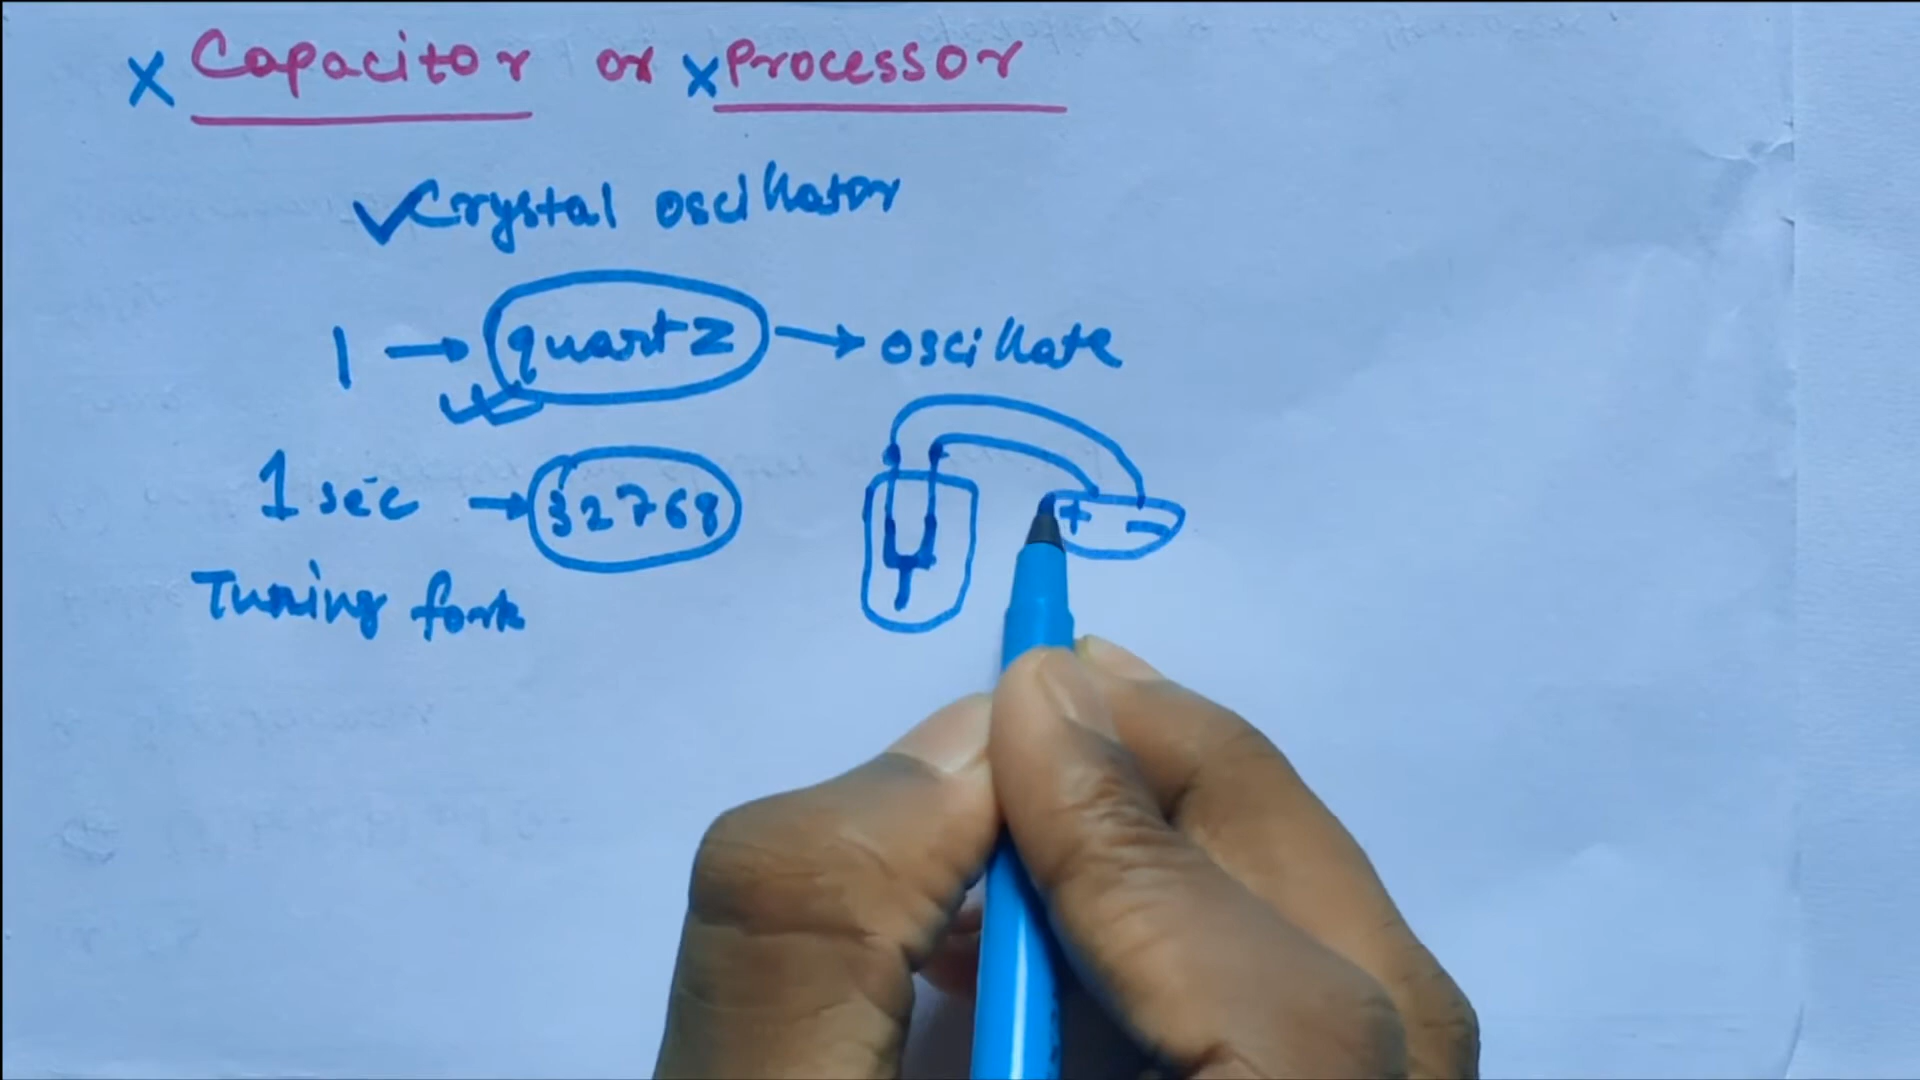 x Capacitor or x Processor
✓ Crystal oscillator
1 → quartz → oscillate
1 sec → 32768
+ -
Tuning fork